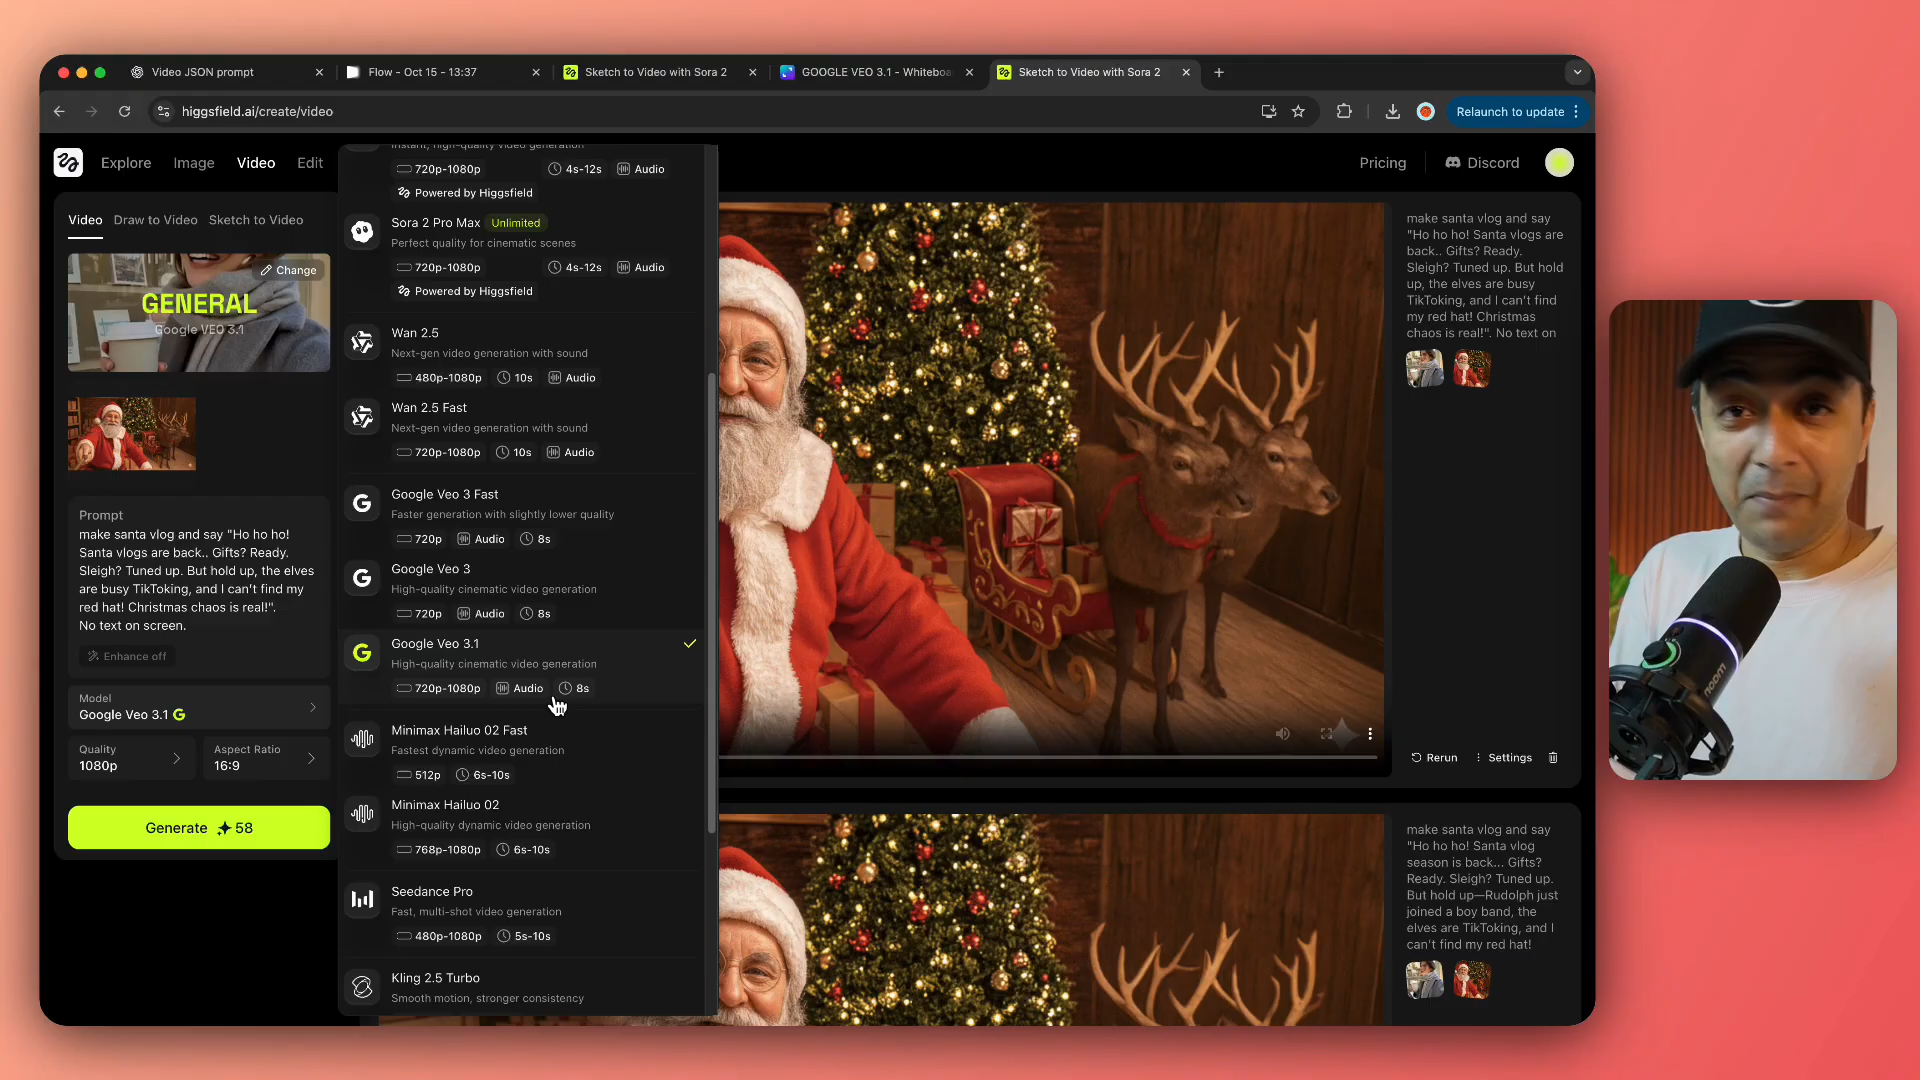 Video JSON prompt
Flow - Oct 15 - 13:37
Sketch to Video with Sora 2
GOOGLE VEO 3.1 - Whiteboa
Sketch to Video with Sora 2
higgsfield.ai/create/video
Relaunch to update
Explore
Image
Video
Edit
Pricing
Discord
Video
Draw to Video
Sketch to Video
Change
GENERAL
Google VEO 3.1
Prompt
make santa vlog and say "Ho ho ho!
Santa vlogs are back.. Gifts? Ready.
Sleigh? Tuned up. But hold up, the elves
are busy TikToking, and I can't find my
red hat! Christmas chaos is real!".
No text on screen.
Enhance off
Model
Google Veo 3.1
Quality
1080p
Aspect Ratio
16:9
Generate 58
Instant, high-quality video generation
720p-1080p 4s-12s Audio
Powered by Higgsfield
Sora 2 Pro Max Unlimited
Perfect quality for cinematic scenes
720p-1080p 4s-12s Audio
Powered by Higgsfield
Wan 2.5
Next-gen video generation with sound
480p-1080p 10s Audio
Wan 2.5 Fast
Next-gen video generation with sound
720p-1080p 10s Audio
Google Veo 3 Fast
Faster generation with slightly lower quality
720p Audio 8s
Google Veo 3
High-quality cinematic video generation
720p Audio 8s
Google Veo 3.1
High-quality cinematic video generation
720p-1080p Audio 8s
Minimax Hailuo 02 Fast
Fastest dynamic video generation
512p 6s-10s
Minimax Hailuo 02
High-quality dynamic video generation
768p-1080p 6s-10s
Seedance Pro
Fast, multi-shot video generation
480p-1080p 5s-10s
Kling 2.5 Turbo
Smooth motion, stronger consistency
make santa vlog and say
"Ho ho ho! Santa vlogs are
back.. Gifts? Ready.
Sleigh? Tuned up. But hold
up, the elves are busy
TikToking, and I can't find
my red hat! Christmas
chaos is real!". No text on
Rerun
Settings
make santa vlog and say
"Ho ho ho! Santa vlog
season is back... Gifts?
Ready. Sleigh? Tuned up.
But hold up—Rudolph just
joined a boy band, the
elves are TikToking, and I
can't find my red hat!
nopm